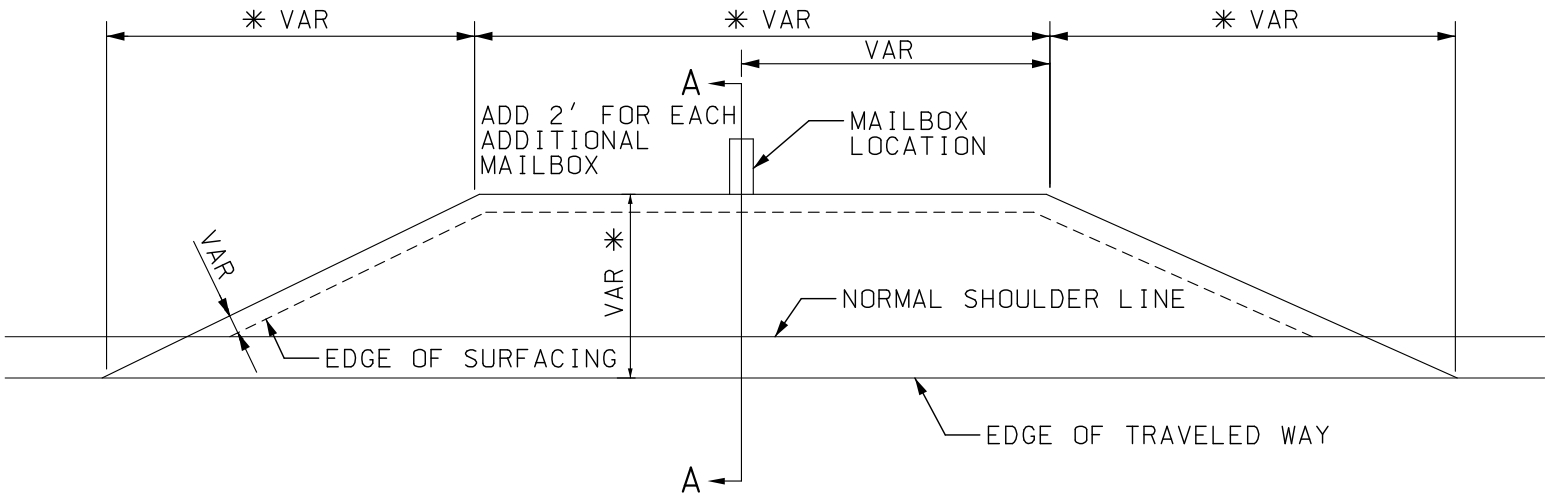 * VAR
* VAR
* VAR
VAR
A
ADD 2' FOR EACH
ADDITIONAL
MAILBOX
MAILBOX
LOCATION
VAR
VAR *
NORMAL SHOULDER LINE
EDGE OF SURFACING
EDGE OF TRAVELED WAY
A